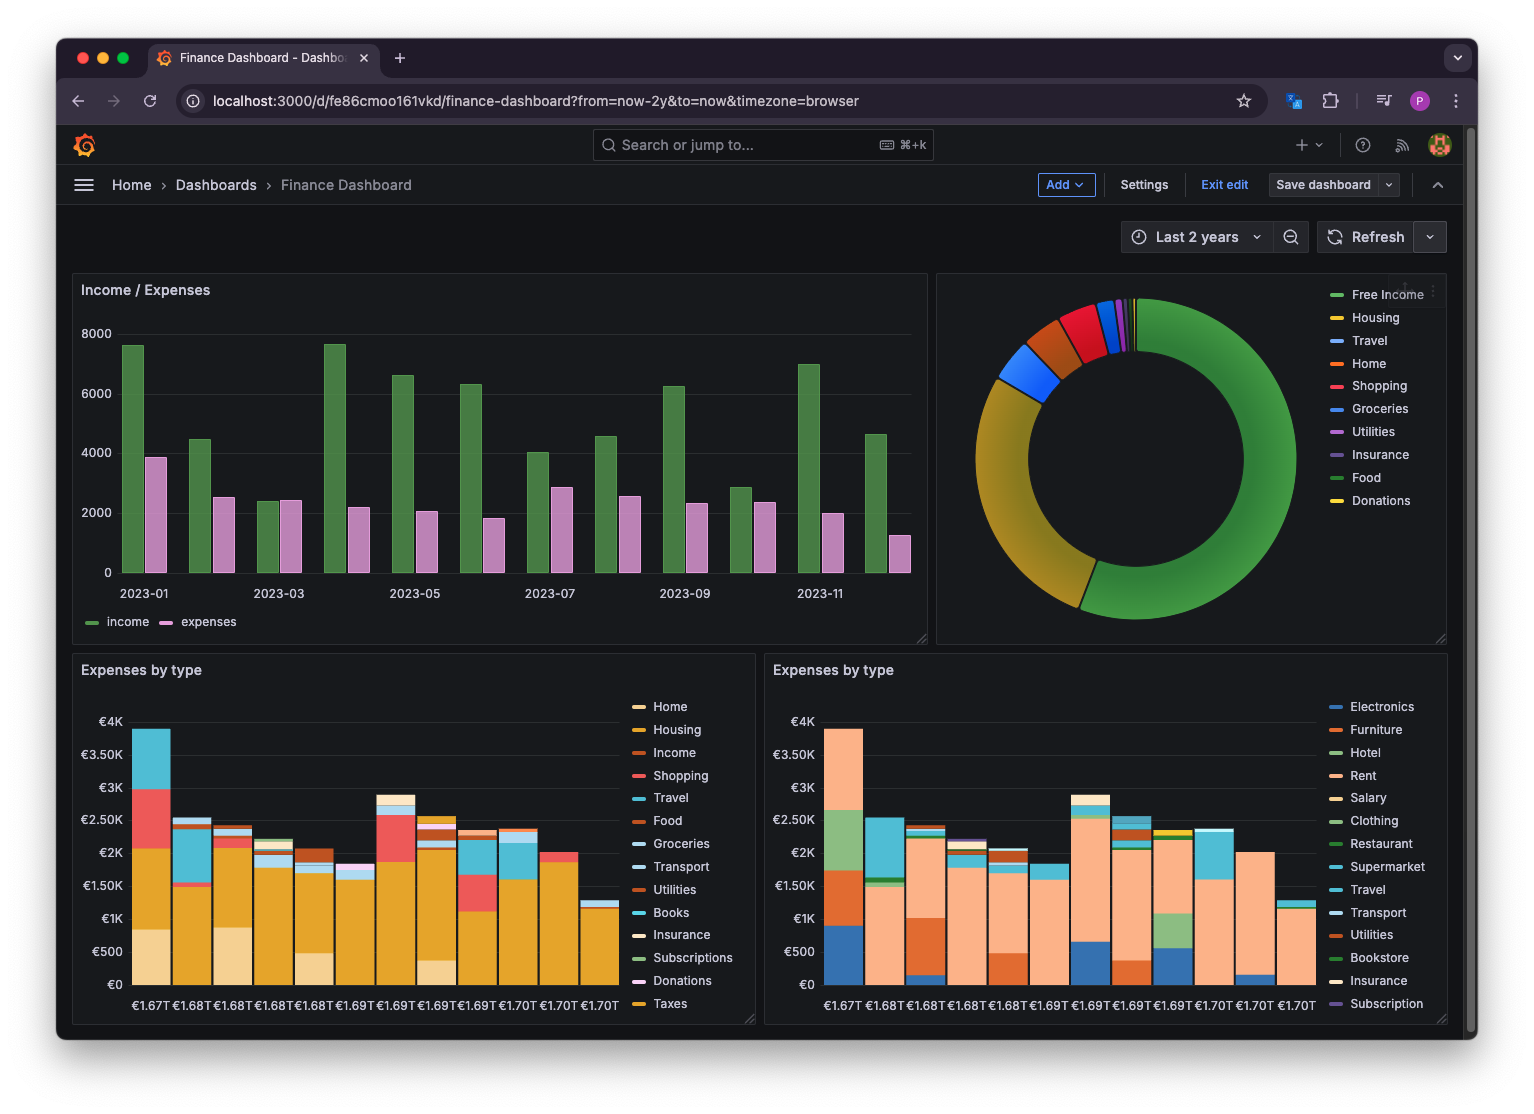 Finance Dashboard - Dashbo
localhost:3000/d/fe86cmoo161vkd/finance-dashboard?from=now-2y&to=now&timezone=browser
P
Search or jump to...
⌘+k
Home › Dashboards › Finance Dashboard
Add
Settings
Exit edit
Save dashboard
Last 2 years
Refresh
Income / Expenses
8000
6000
4000
2000
0
2023-01 2023-03 2023-05 2023-07 2023-09 2023-11
income expenses
Free Income
Housing
Travel
Home
Shopping
Groceries
Utilities
Insurance
Food
Donations
Expenses by type
€4K
€3.50K
€3K
€2.50K
€2K
€1.50K
€1K
€500
€0
€1.67T €1.68T €1.68T €1.68T €1.68T €1.69T €1.69T €1.69T €1.69T €1.70T €1.70T €1.70T
Home
Housing
Income
Shopping
Travel
Food
Groceries
Transport
Utilities
Books
Insurance
Subscriptions
Donations
Taxes
Expenses by type
€4K
€3.50K
€3K
€2.50K
€2K
€1.50K
€1K
€500
€0
€1.67T €1.68T €1.68T €1.68T €1.68T €1.69T €1.69T €1.69T €1.69T €1.70T €1.70T €1.70T
Electronics
Furniture
Hotel
Rent
Salary
Clothing
Restaurant
Supermarket
Travel
Transport
Utilities
Bookstore
Insurance
Subscription